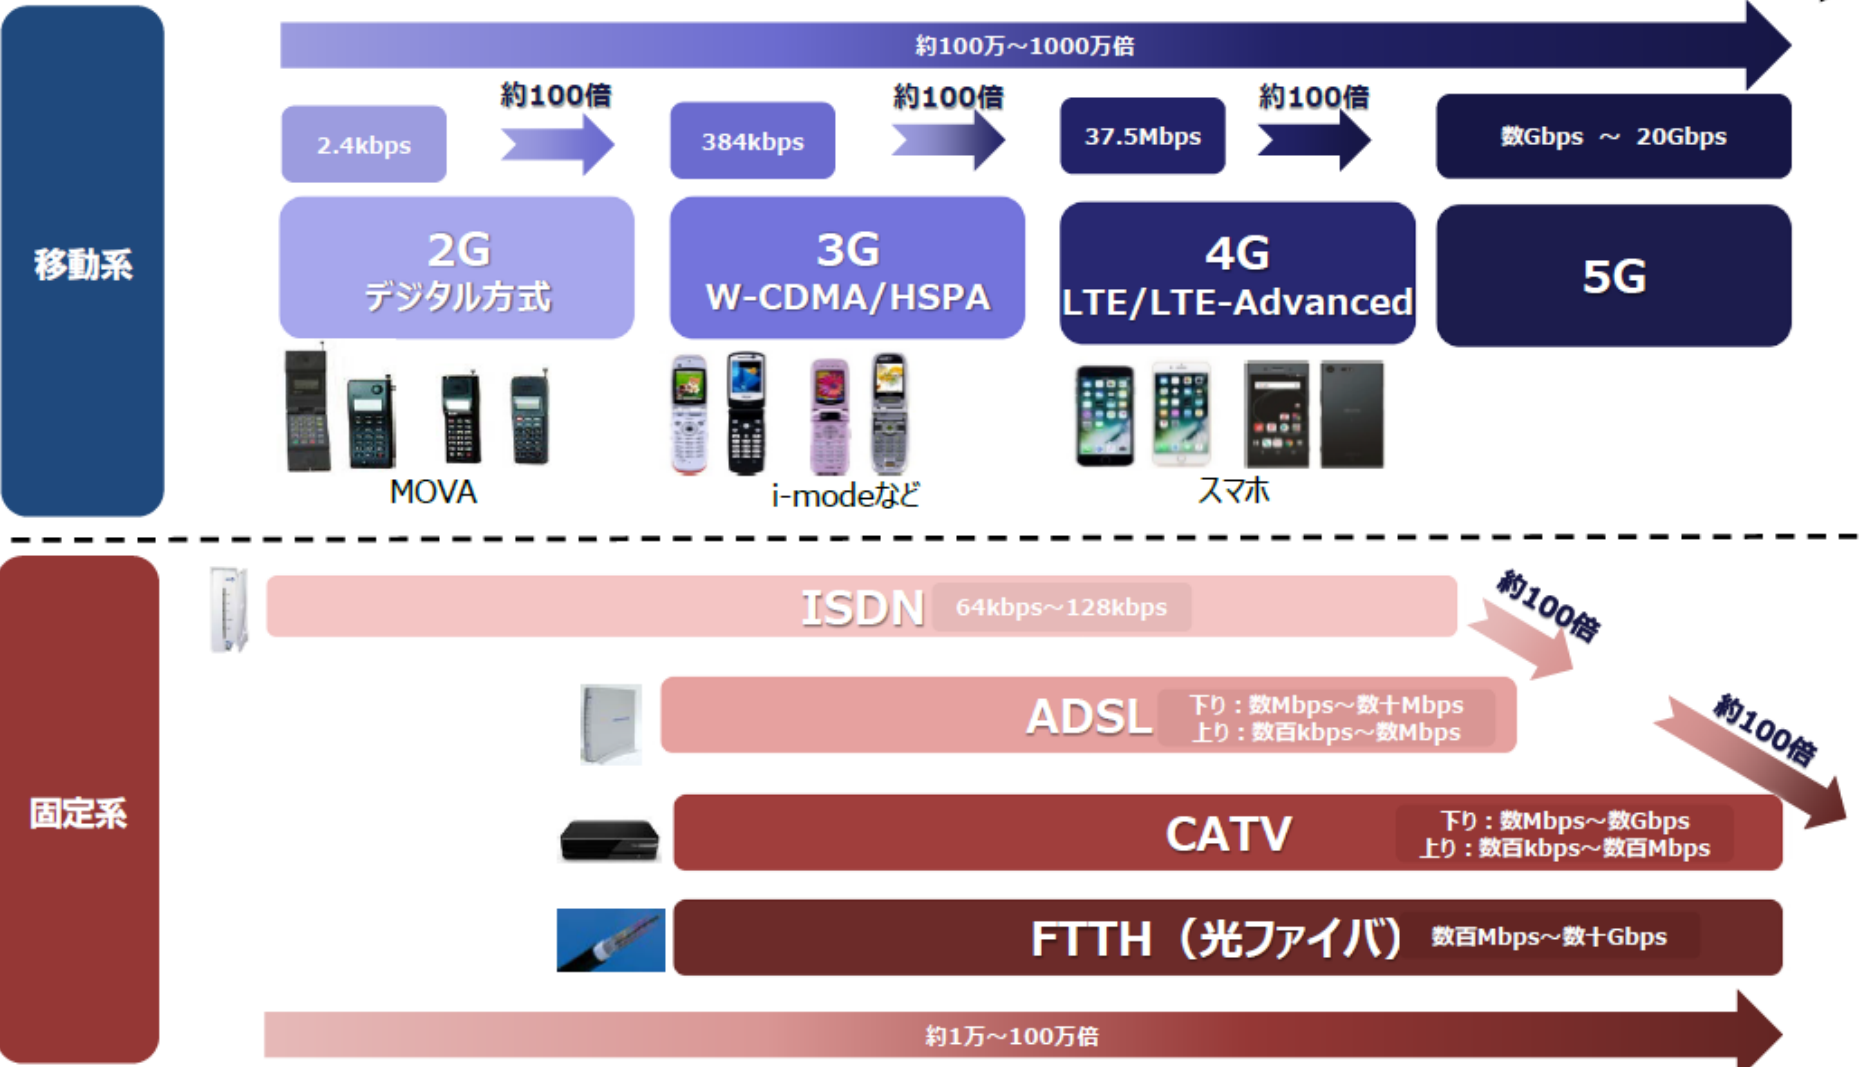 約100万～1000万倍
約100倍
約100倍
約100倍
2.4kbps
384kbps
37.5Mbps
数Gbps ～ 20Gbps
移動系
2G
デジタル方式
3G
W-CDMA/HSPA
4G
LTE/LTE-Advanced
5G
MOVA
i-modeなど
スマホ
固定系
ISDN
64kbps～128kbps
約100倍
ADSL
下り：数Mbps～数十Mbps
上り：数百kbps～数Mbps
約100倍
CATV
下り：数Mbps～数Gbps
上り：数百kbps～数百Mbps
FTTH（光ファイバ）
数百Mbps～数十Gbps
約1万～100万倍